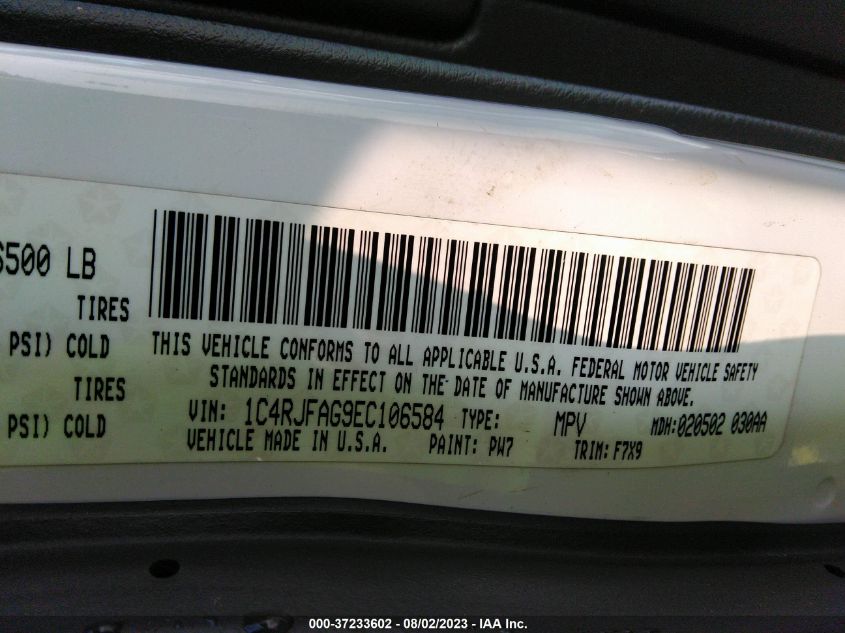 6500 LB
TIRES
PSI) COLD
TIRES
PSI) COLD
THIS VEHICLE CONFORMS TO ALL APPLICABLE U.S.A. FEDERAL MOTOR VEHICLE SAFETY
STANDARDS IN EFFECT ON THE DATE OF MANUFACTURE SHOWN ABOVE.
VIN: 1C4RJFAG9EC106584 TYPE: MPV MDH:020502 030AA
VEHICLE MADE IN U.S.A. PAINT: PW7 TRIM: F7X9
000-37233602 - 08/02/2023 - IAA Inc.